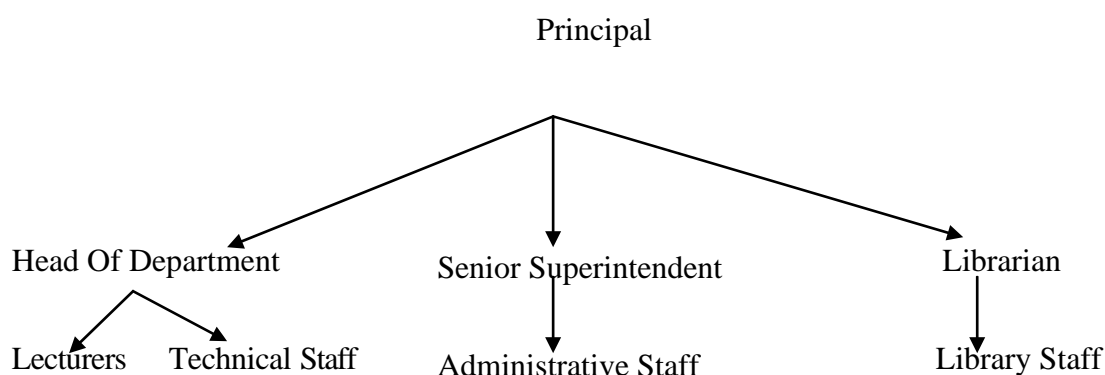 Principal
Head Of Department
Senior Superintendent
Librarian
Lecturers
Technical Staff
Administrative Staff
Library Staff